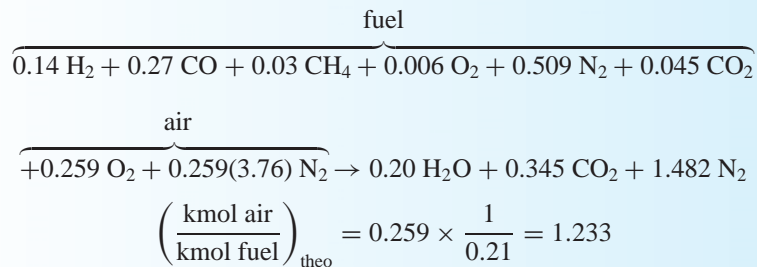 fuel
0.14 H₂ + 0.27 CO + 0.03 CH₄ + 0.006 O₂ + 0.509 N₂ + 0.045 CO₂
air
+0.259 O₂ + 0.259(3.76) N₂ → 0.20 H₂O + 0.345 CO₂ + 1.482 N₂
(kmol air / kmol fuel)theo = 0.259 × 1/0.21 = 1.233